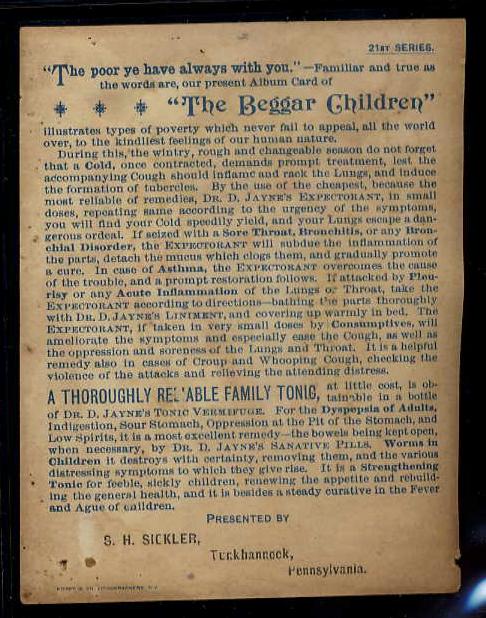 21ST SERIES.
"The poor ye have always with you."—Familiar and true as
the words are, our present Album Card of
* * * "The Beggar Children"
illustrates types of poverty which never fail to appeal, all the world
over, to the kindliest feelings of our human nature.
During this, the wintry, rough and changeable season do not forget
that a Cold, once contracted, demands prompt treatment, lest the
accompanying Cough should inflame and rack the Lungs, and induce
the formation of tubercles. By the use of the cheapest, because the
most reliable of remedies, DR. D. JAYNE'S EXPECTORANT, in small
doses, repeating same according to the urgency of the symptoms,
you will find your Cold speedily yield, and your Lungs escape a dan-
gerous ordeal. If seized with a Sore Throat, Bronchitis, or any Bron-
chial Disorder, the EXPECTORANT will subdue the inflammation of
the parts, detach the mucus which clogs them, and gradually promote
a cure. In case of Asthma, the EXPECTORANT overcomes the cause
of the trouble, and a prompt restoration follows. If attacked by Pleu-
risy or any Acute Inflammation of the Lungs or Throat, take the
EXPECTORANT according to directions—bathing the parts thoroughly
with DR. D. JAYNE'S LINIMENT, and covering up warmly in bed. The
EXPECTORANT, if taken in very small doses by Consumptives, will
ameliorate the symptoms and especially ease the Cough, as well as
the oppression and soreness of the Lungs and Throat. It is a helpful
remedy also in cases of Croup and Whooping Cough, checking the
violence of the attacks and relieving the attending distress.
A THOROUGHLY RELIABLE FAMILY TONIC, at little cost, is ob-
tainable in a bottle
of DR. D. JAYNE'S TONIC VERMIFUGE. For the Dyspepsia of Adults,
Indigestion, Sour Stomach, Oppression at the Pit of the Stomach, and
Low Spirits, it is a most excellent remedy—the bowels being kept open,
when necessary, by DR. D. JAYNE'S SANATIVE PILLS. Worms in
Children it destroys with certainty, removing them, and the various
distressing symptoms to which they give rise. It is a Strengthening
Tonic for feeble, sickly children, renewing the appetite and rebuild-
ing the general health, and it is besides a steady curative in the Fever
and Ague of children.
PRESENTED BY
S. H. SICKLER,
Tunkhannock,
Pennsylvania.